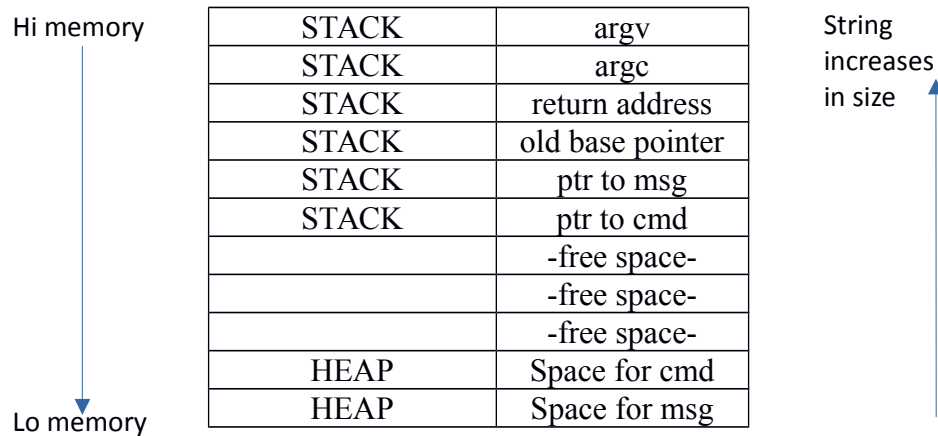 Hi memory
STACK argv
STACK argc
STACK return address
STACK old base pointer
STACK ptr to msg
STACK ptr to cmd
-free space-
-free space-
-free space-
HEAP Space for cmd
HEAP Space for msg
Lo memory
String
increases
in size